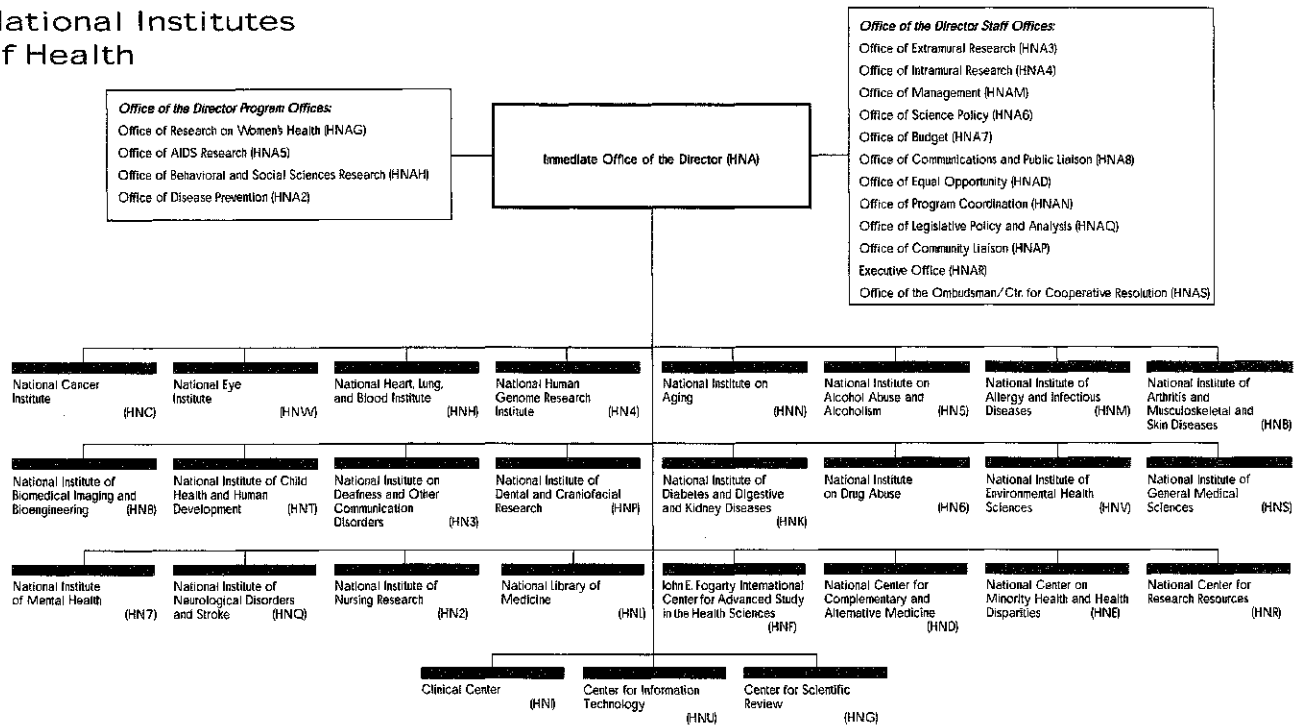 National Institutes
of Health
Office of the Director Program Offices:
Office of Research on Women's Health (HNAG)
Office of AIDS Research (HNA5)
Office of Behavioral and Social Sciences Research (HNAH)
Office of Disease Prevention (HNA2)
Immediate Office of the Director (HNA)
Office of the Director Staff Offices:
Office of Extramural Research (HNA3)
Office of Intramural Research (HNA4)
Office of Management (HNAM)
Office of Science Policy (HNA6)
Office of Budget (HNA7)
Office of Communications and Public Liaison (HNA8)
Office of Equal Opportunity (HNAD)
Office of Program Coordination (HNAN)
Office of Legislative Policy and Analysis (HNAQ)
Office of Community Liaison (HNAP)
Executive Office (HNAR)
Office of the Ombudsman/Ctr. for Cooperative Resolution (HNAS)
National Cancer
Institute
(HNC)
National Eye
Institute
(HNW)
National Heart, Lung,
and Blood Institute
(HNH)
National Human
Genome Research
Institute (HN4)
National Institute on
Aging
(HNN)
National Institute on
Alcohol Abuse and
Alcoholism (HN5)
National Institute of
Allergy and Infectious
Diseases (HNM)
National Institute of
Arthritis and
Musculoskeletal and
Skin Diseases (HNB)
National Institute of
Biomedical Imaging and
Bioengineering (HN8)
National Institute of Child
Health and Human
Development (HNT)
National Institute on
Deafness and Other
Communication
Disorders (HN3)
National Institute of
Dental and Craniofacial
Research (HNP)
National Institute of
Diabetes and Digestive
and Kidney Diseases
(HNK)
National Institute
on Drug Abuse
(HN6)
National Institute of
Environmental Health
Sciences (HNV)
National Institute of
General Medical
Sciences (HNS)
National Institute
of Mental Health
(HN7)
National Institute of
Neurological Disorders
and Stroke (HNQ)
National Institute of
Nursing Research
(HN2)
National Library of
Medicine
(HNL)
John E. Fogarty International
Center for Advanced Study
in the Health Sciences
(HNF)
National Center for
Complementary and
Alternative Medicine
(HND)
National Center on
Minority Health and Health
Disparities (HNE)
National Center for
Research Resources
(HNR)
Clinical Center
(HNI)
Center for Information
Technology
(HNU)
Center for Scientific
Review
(HNG)